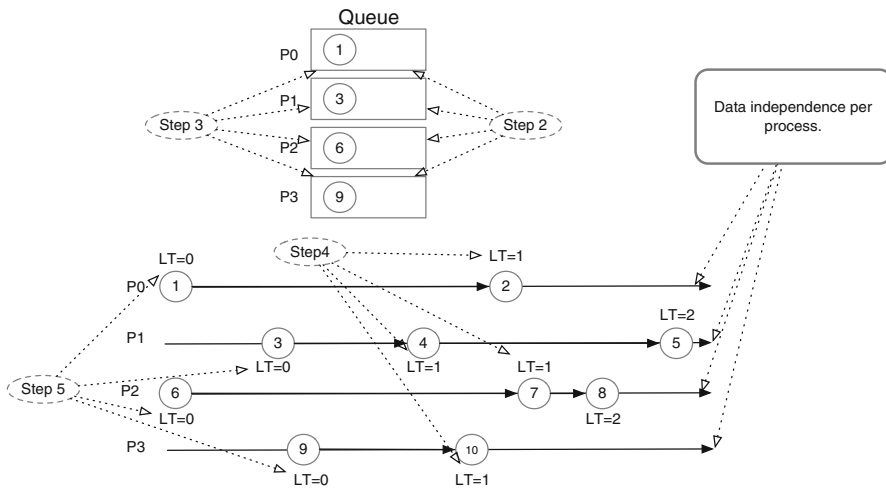 Queue
P0
1
P1
3
Step 3
Step 2
P2
6
P3
9
Data independence per
process.
LT=0
Step4
LT=1
P0
1
2
LT=2
P1
3
4
5
LT=0
LT=1
LT=1
Step 5
P2
6
7
8
LT=0
LT=2
P3
9
10
LT=0
LT=1